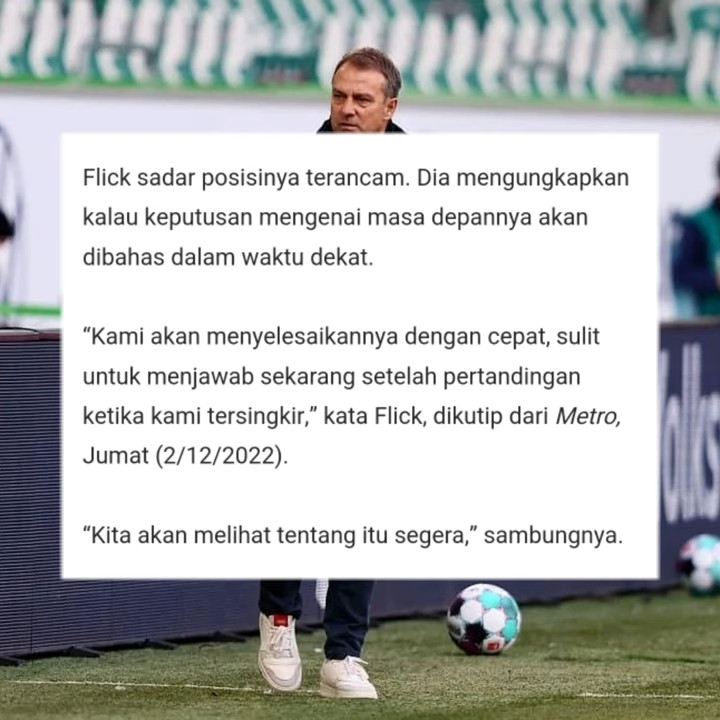 Flick sadar posisinya terancam. Dia mengungkapkan
kalau keputusan mengenai masa depannya akan
dibahas dalam waktu dekat.
“Kami akan menyelesaikannya dengan cepat, sulit
untuk menjawab sekarang setelah pertandingan
ketika kami tersingkir,” kata Flick, dikutip dari Metro,
Jumat (2/12/2022).
“Kita akan melihat tentang itu segera,” sambungnya.
olks